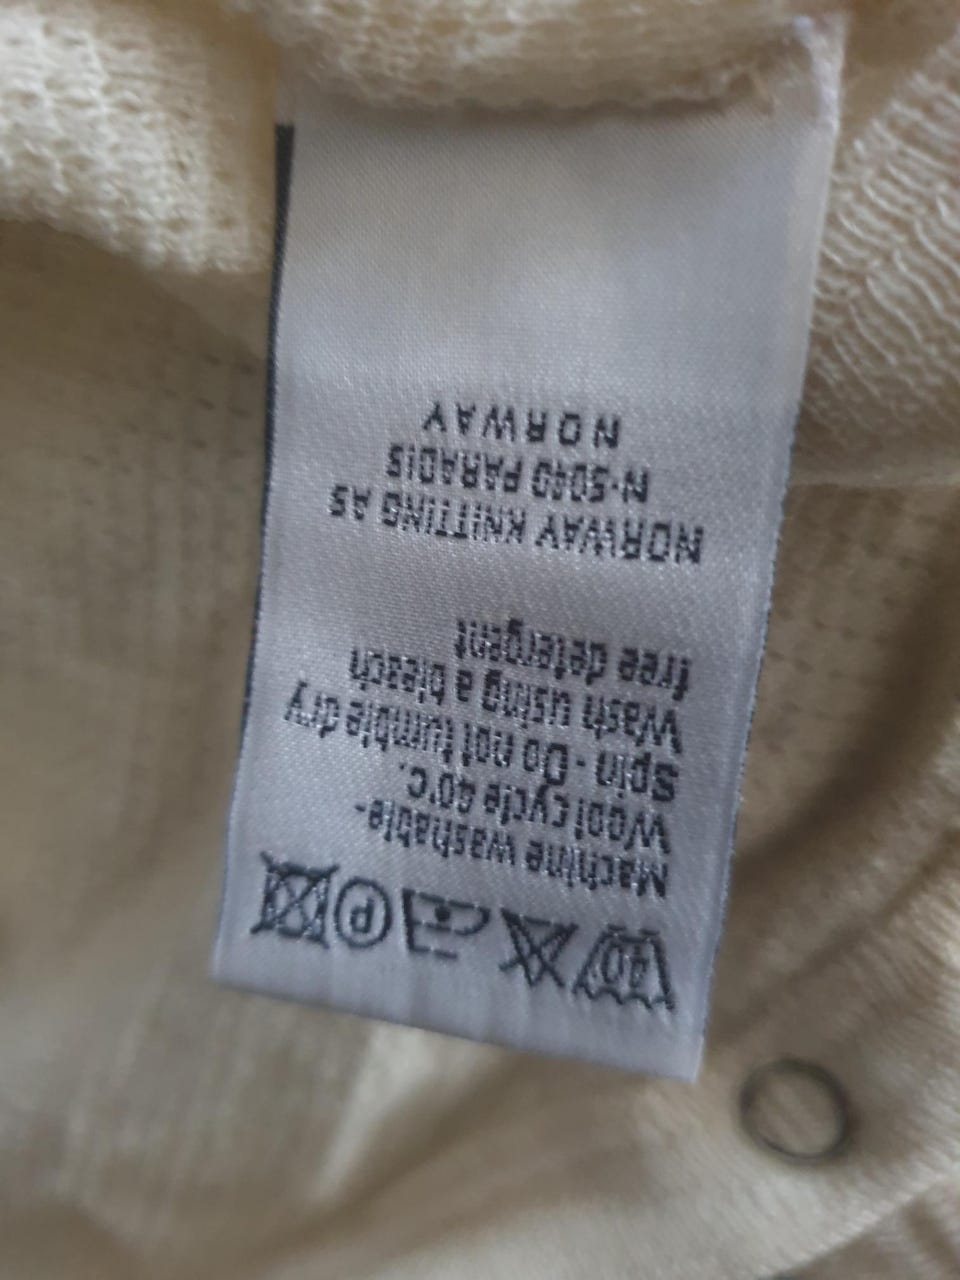 40°
P
Machine washable -
Wool cycle 40°c.
Spin - Do not tumble dry
Wash using a bleach
free detergent
NORWAY KNITTING AS
N-5040 PARADIS
NORWAY